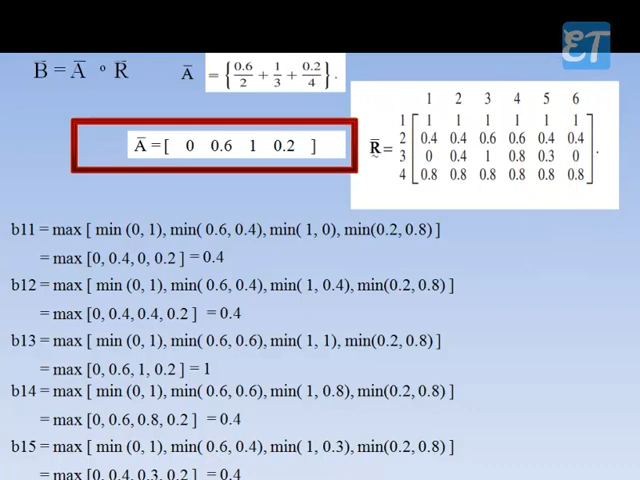 ET
B̅ = A̅ ∘ R̅
A̅ = { 0.6/2 + 1/3 + 0.2/4 }.
A̅ = [ 0 0.6 1 0.2 ]
1 2 3 4 5 6
R̅ =
1 [ 1 1 1 1 1 1 ]
2 [ 0.4 0.4 0.6 0.6 0.4 0.4 ]
3 [ 0 0.4 1 0.8 0.3 0 ] .
4 [ 0.8 0.8 0.8 0.8 0.8 0.8 ]
b11 = max [ min (0, 1), min( 0.6, 0.4), min( 1, 0), min(0.2, 0.8) ]
= max [0, 0.4, 0, 0.2 ] = 0.4
b12 = max [ min (0, 1), min( 0.6, 0.4), min( 1, 0.4), min(0.2, 0.8) ]
= max [0, 0.4, 0.4, 0.2 ] = 0.4
b13 = max [ min (0, 1), min( 0.6, 0.6), min( 1, 1), min(0.2, 0.8) ]
= max [0, 0.6, 1, 0.2 ] = 1
b14 = max [ min (0, 1), min( 0.6, 0.6), min( 1, 0.8), min(0.2, 0.8) ]
= max [0, 0.6, 0.8, 0.2 ] = 0.4
b15 = max [ min (0, 1), min( 0.6, 0.4), min( 1, 0.3), min(0.2, 0.8) ]
= max [0, 0.4, 0.3, 0.2 ] = 0.4